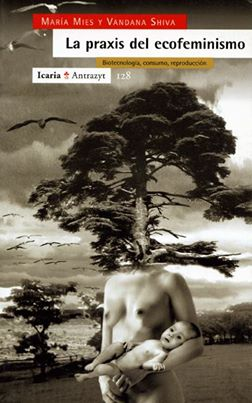 MARÍA MIES Y VANDANA SHIVA
La praxis del ecofeminismo
Biotecnología, consumo, reproducción
Icaria Antrazyt 128